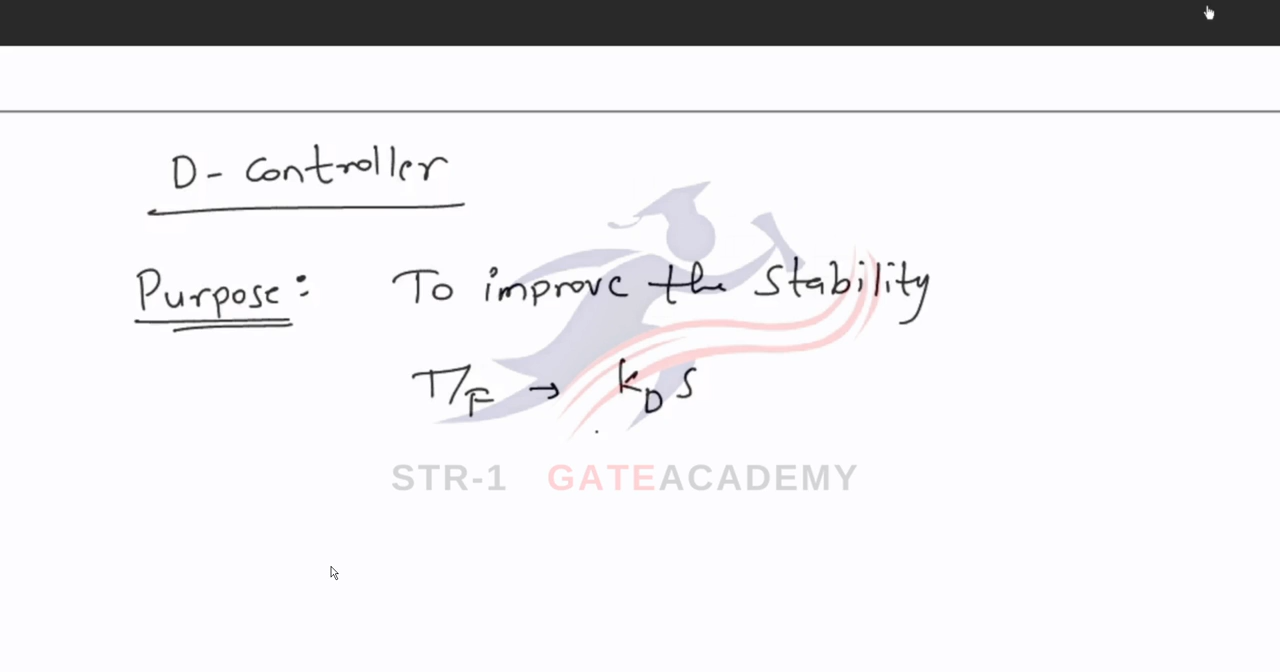 D- controller
Purpose: To improve the stability
T/F → k_D s
STR-1 GATEACADEMY